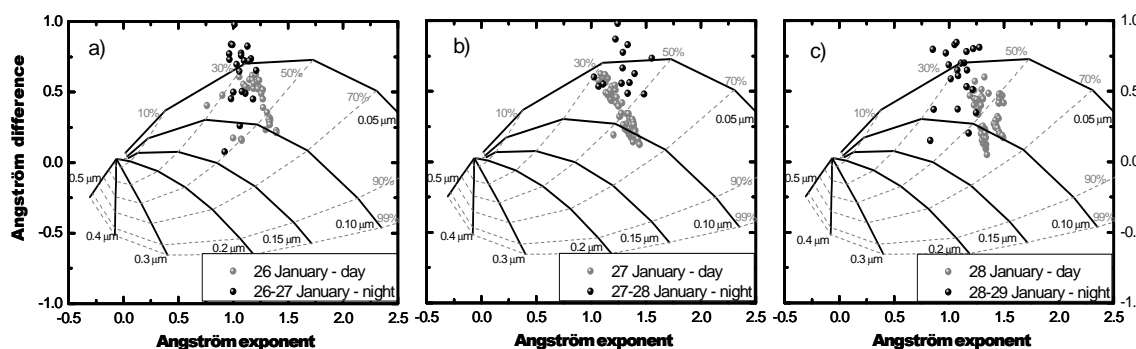 a)
b)
c)
1.0
0.5
0.0
-0.5
-1.0
Angström difference
10%
30%
50%
70%
90%
99%
0.05 µm
0.10 µm
0.15 µm
0.2 µm
0.3 µm
0.4 µm
0.5 µm
26 January - day
26-27 January - night
-0.5 0.0 0.5 1.0 1.5 2.0 2.5
Angström exponent
10%
30%
50%
70%
90%
99%
0.05 µm
0.10 µm
0.15 µm
0.2 µm
0.3 µm
0.4 µm
0.5 µm
27 January - day
27-28 January - night
-0.5 0.0 0.5 1.0 1.5 2.0 2.5
Angström exponent
10%
30%
50%
70%
90%
99%
0.05 µm
0.10 µm
0.15 µm
0.2 µm
0.3 µm
0.4 µm
0.5 µm
28 January - day
28-29 January - night
-0.5 0.0 0.5 1.0 1.5 2.0 2.5
Angström exponent
1.0
0.5
0.0